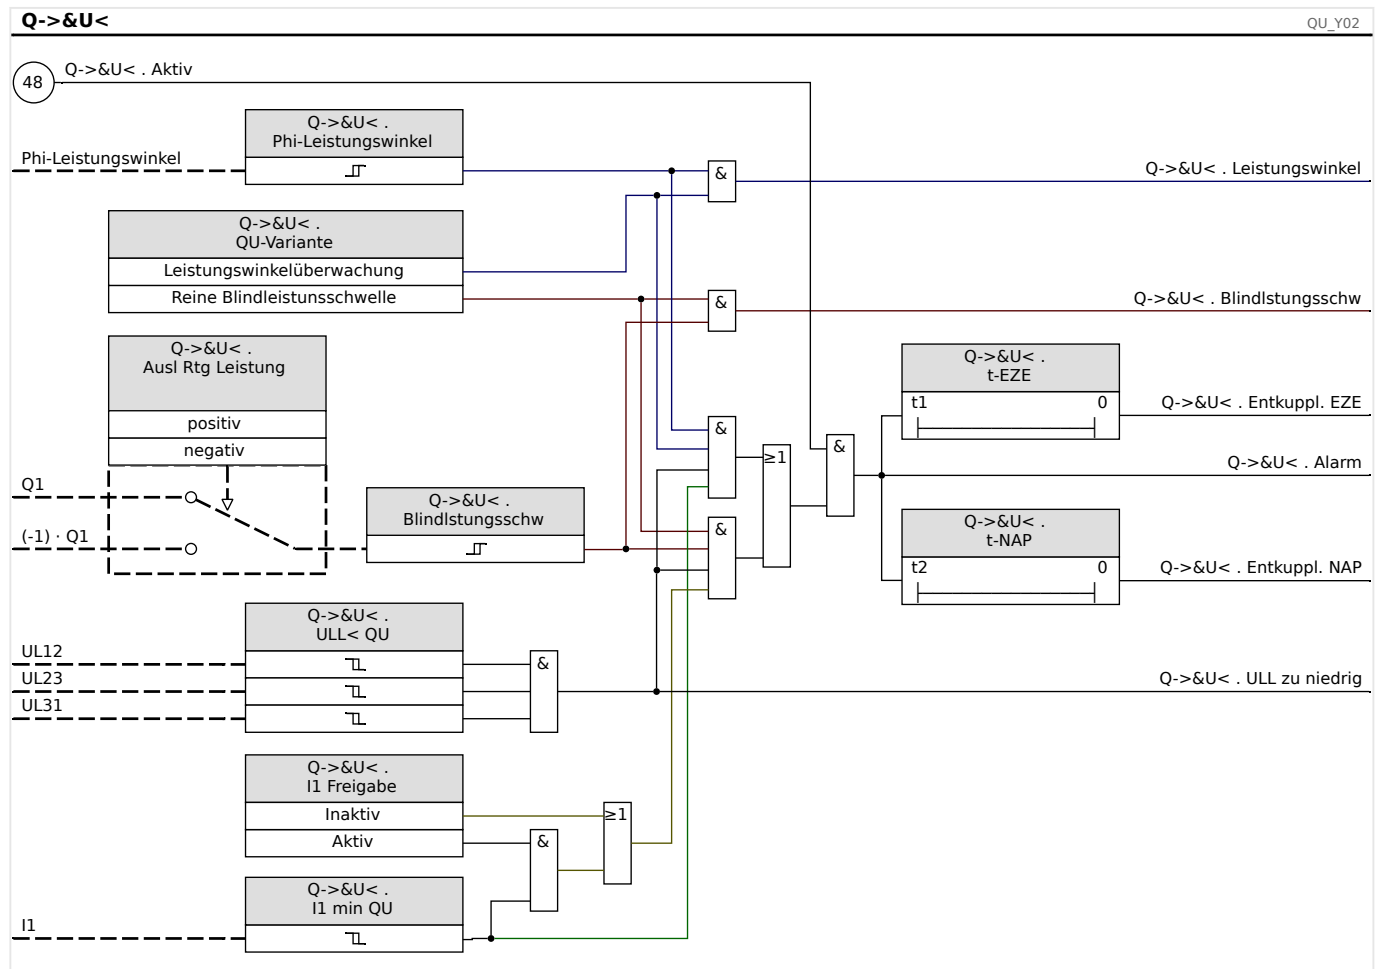 Q->&U<
QU_Y02
48
Q->&U< . Aktiv
Q->&U< .
Phi-Leistungswinkel
Phi-Leistungswinkel
&
Q->&U< . Leistungswinkel
Q->&U< .
QU-Variante
Leistungswinkelüberwachung
Reine Blindleistunsschwelle
&
Q->&U< . Blindlstungsschw
Q->&U< .
Ausl Rtg Leistung
positiv
negativ
Q->&U< .
t-EZE
t1
0
Q->&U< . Entkuppl. EZE
&
≥1
&
Q->&U< . Alarm
Q1
(-1) · Q1
Q->&U< .
Blindlstungsschw
&
Q->&U< .
t-NAP
t2
0
Q->&U< . Entkuppl. NAP
Q->&U< .
ULL< QU
UL12
UL23
UL31
&
Q->&U< . ULL zu niedrig
Q->&U< .
I1 Freigabe
Inaktiv
Aktiv
≥1
&
Q->&U< .
I1 min QU
I1